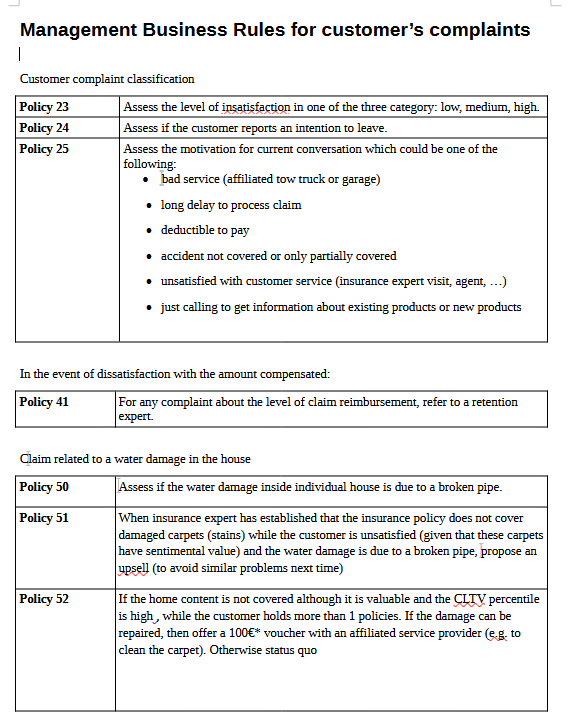 Management Business Rules for customer's complaints
Customer complaint classification
Policy 23 Assess the level of insatisfaction in one of the three category: low, medium, high.
Policy 24 Assess if the customer reports an intention to leave.
Policy 25 Assess the motivation for current conversation which could be one of the
following:
• bad service (affiliated tow truck or garage)
• long delay to process claim
• deductible to pay
• accident not covered or only partially covered
• unsatisfied with customer service (insurance expert visit, agent, …)
• just calling to get information about existing products or new products
In the event of dissatisfaction with the amount compensated:
Policy 41 For any complaint about the level of claim reimbursement, refer to a retention
expert.
Claim related to a water damage in the house
Policy 50 Assess if the water damage inside individual house is due to a broken pipe.
Policy 51 When insurance expert has established that the insurance policy does not cover
damaged carpets (stains) while the customer is unsatisfied (given that these carpets
have sentimental value) and the water damage is due to a broken pipe, propose an
upsell (to avoid similar problems next time)
Policy 52 If the home content is not covered although it is valuable and the CLTV percentile
is high , while the customer holds more than 1 policies. If the damage can be
repaired, then offer a 100€* voucher with an affiliated service provider (e.g. to
clean the carpet). Otherwise status quo